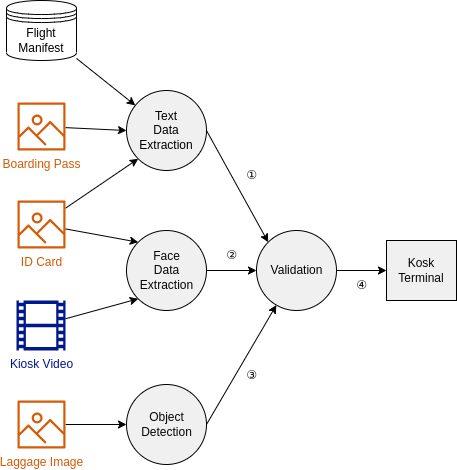 Flight
Manifest
Text
Data
Extraction
Boarding Pass
①
ID Card
Face
Data
Extraction
②
Validation
④
Kosk
Terminal
Kiosk Video
③
Object
Detection
Laggage Image